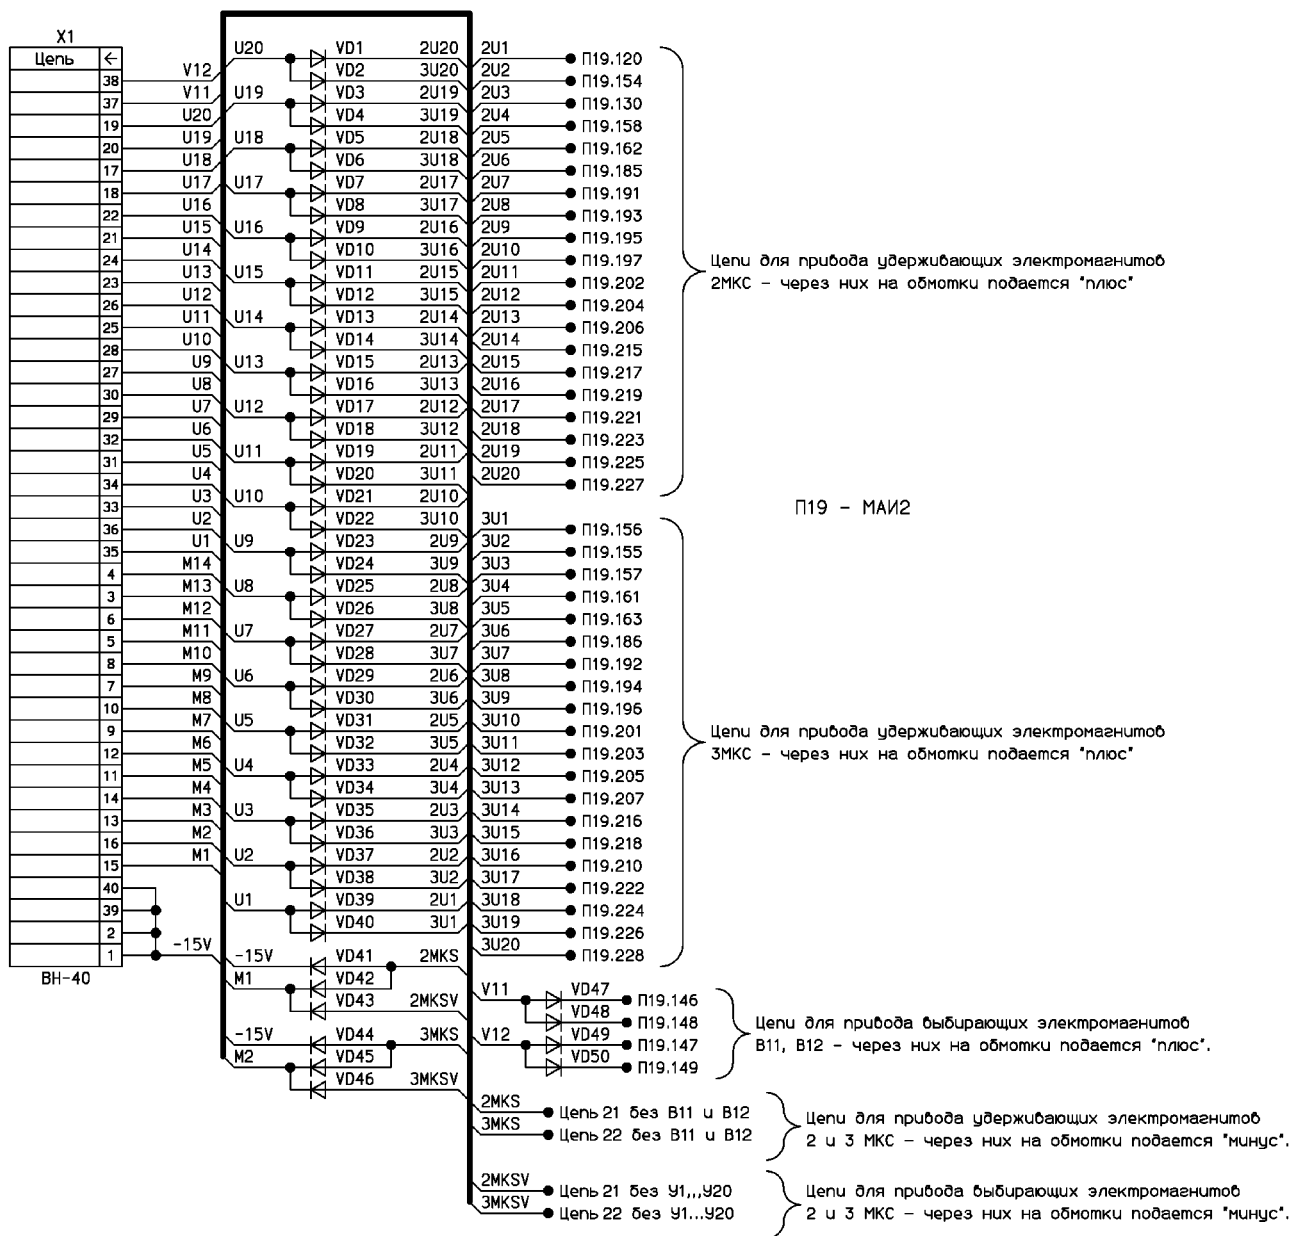 X1
Цепь ←
38 V12
37 V11
19 U20
20 U19
17 U18
18 U17
22 U16
21 U15
24 U14
23 U13
26 U12
25 U11
28 U10
27 U9
30 U8
29 U7
32 U6
31 U5
34 U4
33 U3
36 U2
35 U1
4 M14
3 M13
6 M12
5 M11
8 M10
7 M9
10 M8
9 M7
12 M6
11 M5
14 M4
13 M3
16 M2
15 M1
40
39
2
1 -15V
BH-40
U20 VD1 2U20
VD2 3U20
U19 VD3 2U19
VD4 3U19
U18 VD5 2U18
VD6 3U18
U17 VD7 2U17
VD8 3U17
U16 VD9 2U16
VD10 3U16
U15 VD11 2U15
VD12 3U15
U14 VD13 2U14
VD14 3U14
U13 VD15 2U13
VD16 3U13
U12 VD17 2U12
VD18 3U12
U11 VD19 2U11
VD20 3U11
U10 VD21 2U10
VD22 3U10
U9 VD23 2U9
VD24 3U9
U8 VD25 2U8
VD26 3U8
U7 VD27 2U7
VD28 3U7
U6 VD29 2U6
VD30 3U6
U5 VD31 2U5
VD32 3U5
U4 VD33 2U4
VD34 3U4
U3 VD35 2U3
VD36 3U3
U2 VD37 2U2
VD38 3U2
U1 VD39 2U1
VD40 3U1
-15V VD41 2MKS
M1 VD42
VD43 2MKSV
-15V VD44 3MKS
M2 VD45
VD46 3MKSV
2U1 П19.120
2U2 П19.154
2U3 П19.130
2U4 П19.158
2U5 П19.162
2U6 П19.185
2U7 П19.191
2U8 П19.193
2U9 П19.195
2U10 П19.197
2U11 П19.202
2U12 П19.204
2U13 П19.206
2U14 П19.215
2U15 П19.217
2U16 П19.219
2U17 П19.221
2U18 П19.223
2U19 П19.225
2U20 П19.227
Цепи для привода удерживающих электромагнитов
2МКС - через них на обмотки подается "плюс"
П19 - МАИ2
3U1 П19.156
3U2 П19.155
3U3 П19.157
3U4 П19.161
3U5 П19.163
3U6 П19.186
3U7 П19.192
3U8 П19.194
3U9 П19.196
3U10 П19.201
3U11 П19.203
3U12 П19.205
3U13 П19.207
3U14 П19.216
3U15 П19.218
3U16 П19.210
3U17 П19.222
3U18 П19.224
3U19 П19.226
3U20 П19.228
Цепи для привода удерживающих электромагнитов
3МКС - через них на обмотки подается "плюс"
V11 VD47 П19.146
VD48 П19.148
V12 VD49 П19.147
VD50 П19.149
Цепи для привода выбирающих электромагнитов
В11, В12 - через них на обмотки подается "плюс".
2MKS Цепь 21 без В11 и В12
3MKS Цепь 22 без В11 и В12
Цепи для привода удерживающих электромагнитов
2 и 3 МКС - через них на обмотки подается "минус".
2MKSV Цепь 21 без У1,,,У20
3MKSV Цепь 22 без У1...У20
Цепи для привода выбирающих электромагнитов
2 и 3 МКС - через них на обмотки подается "минус".